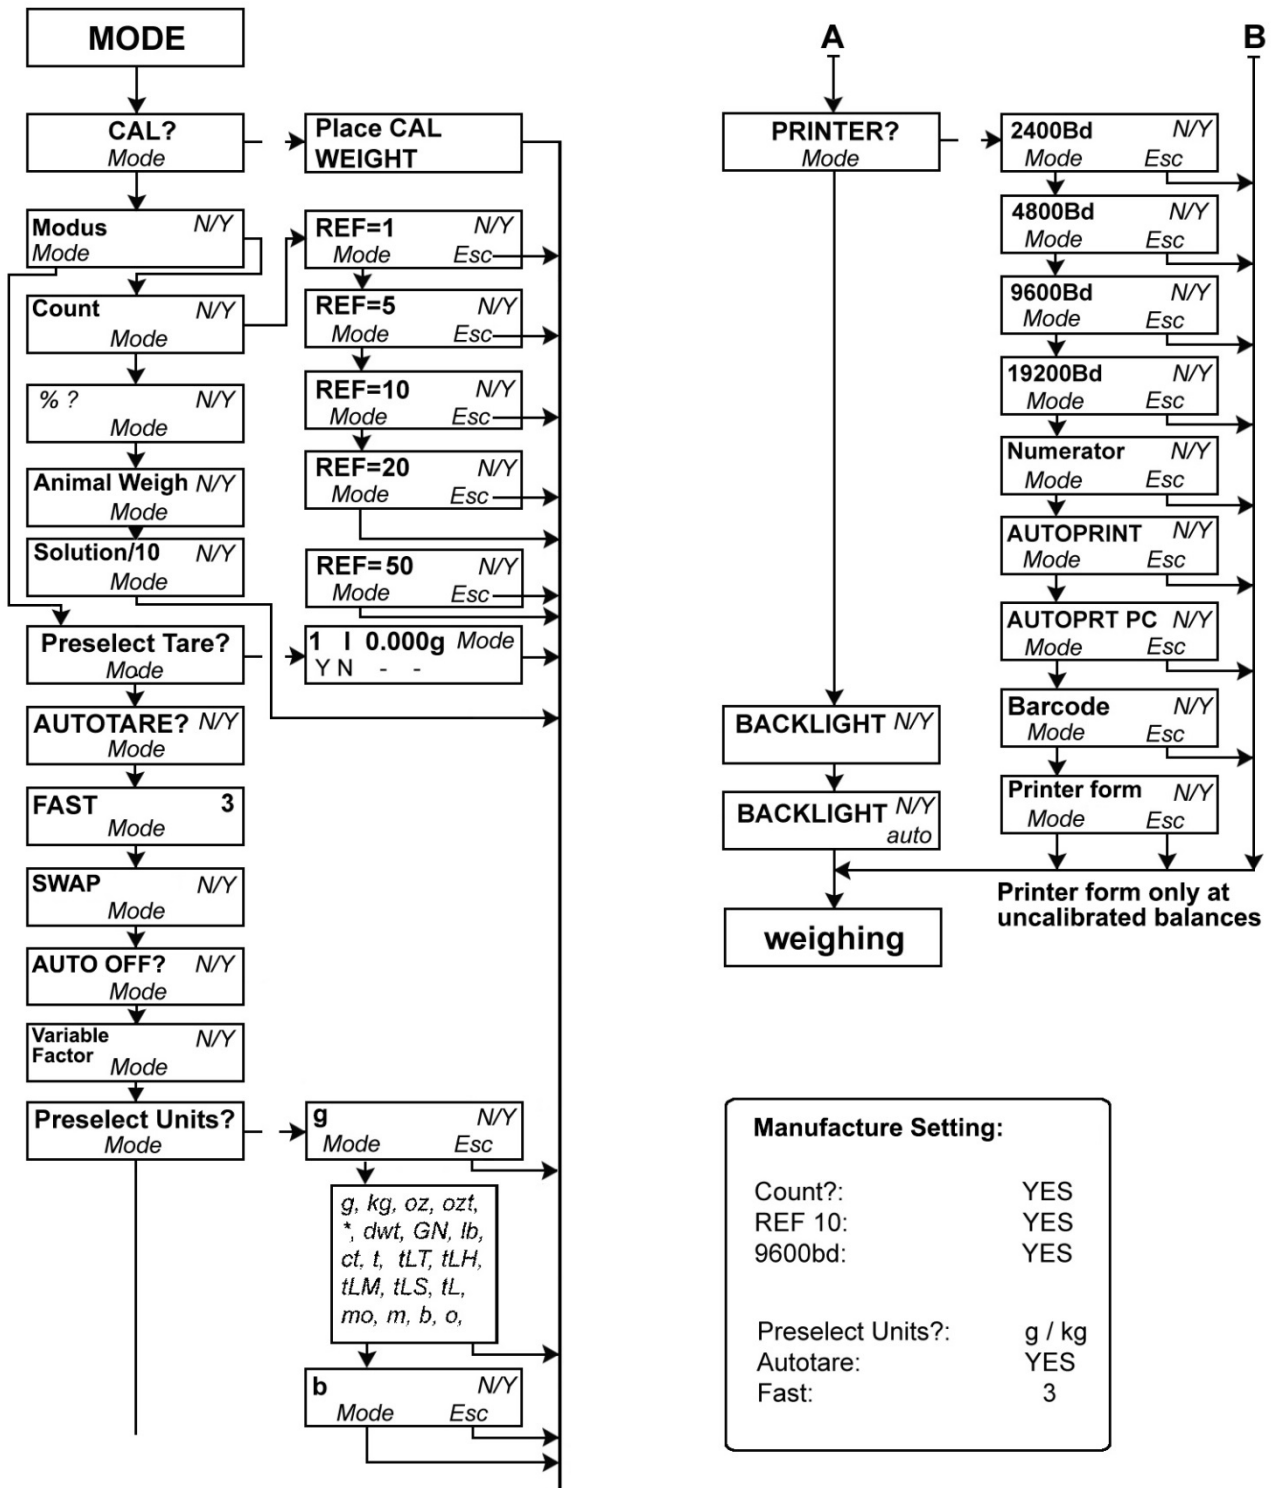 MODE
CAL?
Mode
Place CAL
WEIGHT
Modus N/Y
Mode
REF=1 N/Y
Mode Esc
Count N/Y
Mode
REF=5 N/Y
Mode Esc
% ? N/Y
Mode
REF=10 N/Y
Mode Esc
Animal Weigh N/Y
Mode
REF=20 N/Y
Mode Esc
Solution/10 N/Y
Mode
REF=50 N/Y
Mode Esc
Preselect Tare?
Mode
1 I 0.000g Mode
Y N - -
AUTOTARE? N/Y
Mode
FAST 3
Mode
SWAP N/Y
Mode
AUTO OFF? N/Y
Mode
Variable N/Y
Factor
Mode
Preselect Units?
Mode
g N/Y
Mode Esc
g, kg, oz, ozt,
*, dwt, GN, lb,
ct, t, tLT, tLH,
tLM, tLS, tL,
mo, m, b, o,
b N/Y
Mode Esc
A
B
PRINTER?
Mode
2400Bd N/Y
Mode Esc
4800Bd N/Y
Mode Esc
9600Bd N/Y
Mode Esc
19200Bd N/Y
Mode Esc
Numerator N/Y
Mode Esc
AUTOPRINT N/Y
Mode Esc
AUTOPRT PC N/Y
Mode Esc
Barcode N/Y
Mode Esc
Printer form N/Y
Mode Esc
BACKLIGHT N/Y
BACKLIGHT N/Y
auto
Printer form only at
uncalibrated balances
weighing
Manufacture Setting:
Count?: YES
REF 10: YES
9600bd: YES
Preselect Units?: g / kg
Autotare: YES
Fast: 3